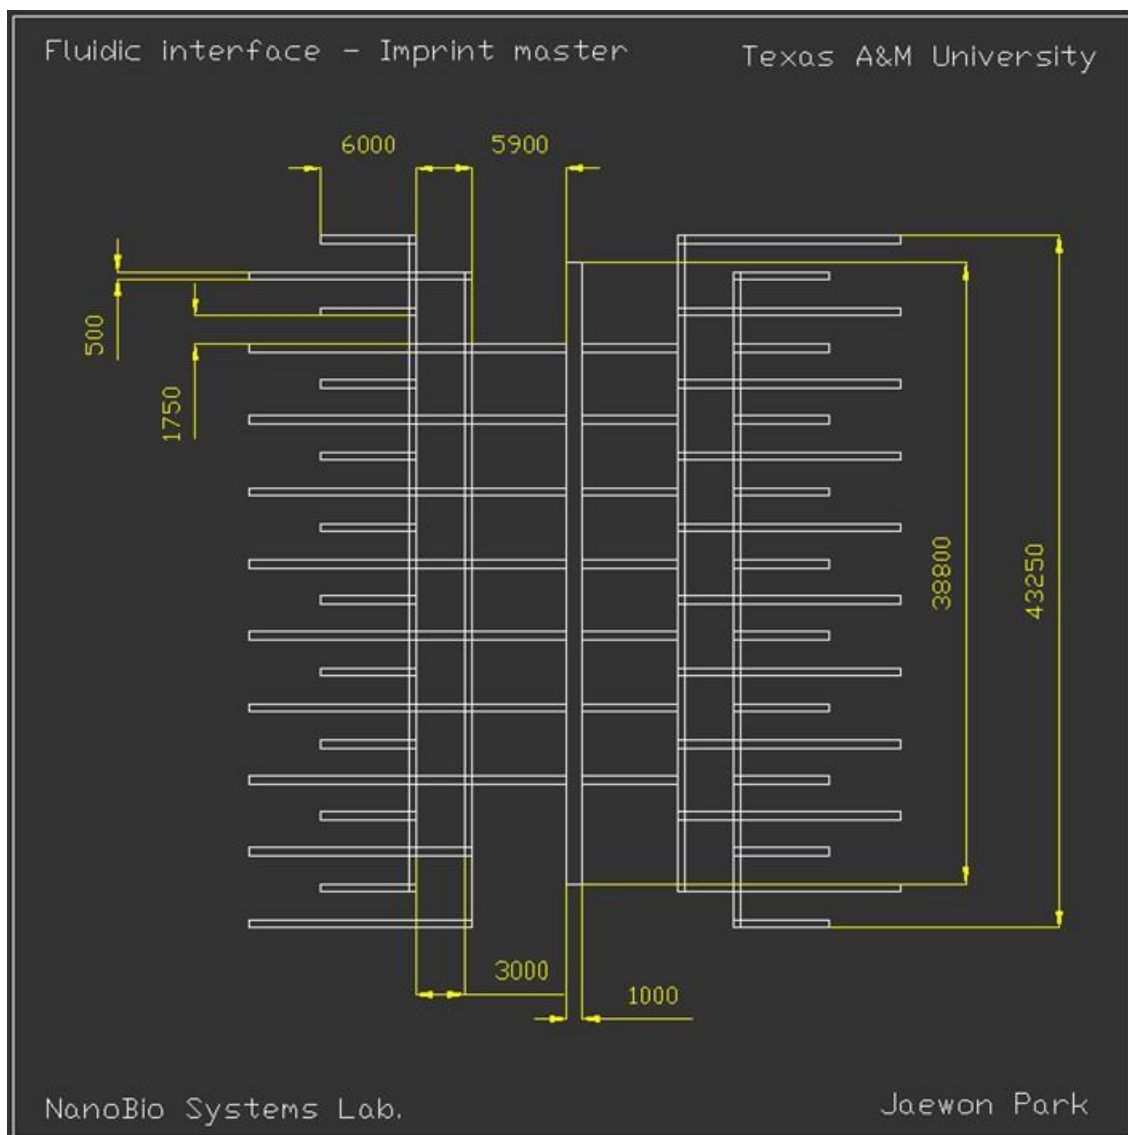 Fluidic interface - Imprint master
Texas A&M University
6000
5900
500
1750
38800
43250
3000
1000
NanoBio Systems Lab.
Jaewon Park